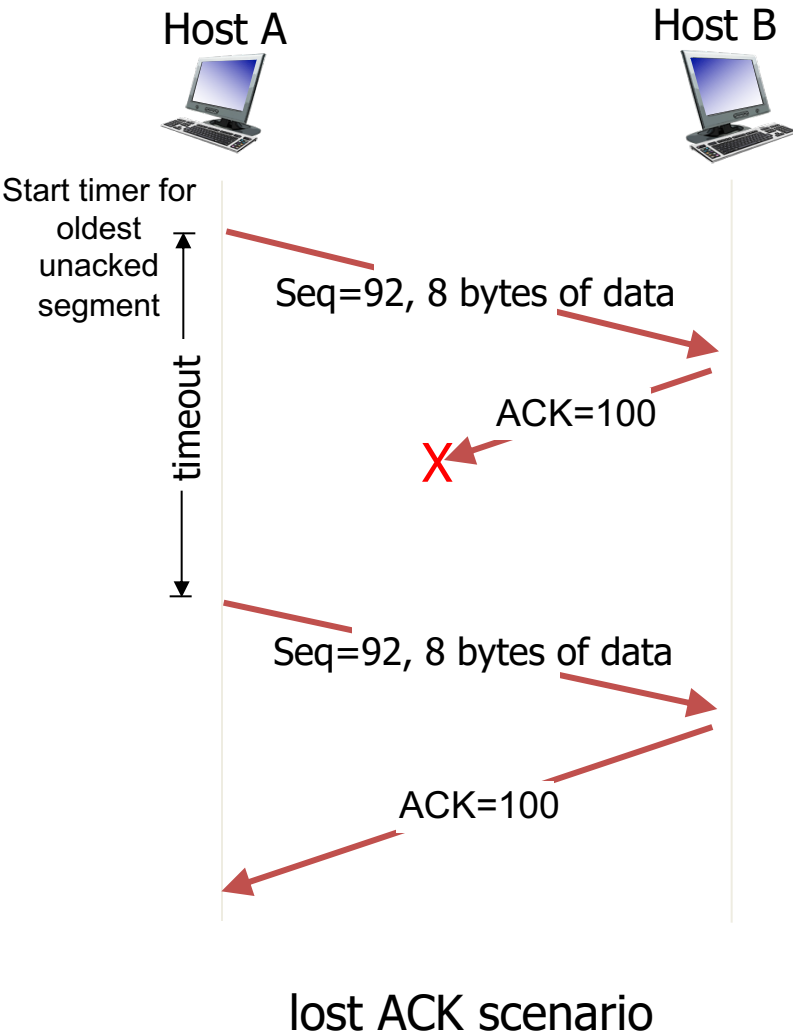 Host A
Host B
Start timer for
oldest
unacked
segment
Seq=92, 8 bytes of data
timeout
ACK=100
X
Seq=92, 8 bytes of data
ACK=100
lost ACK scenario